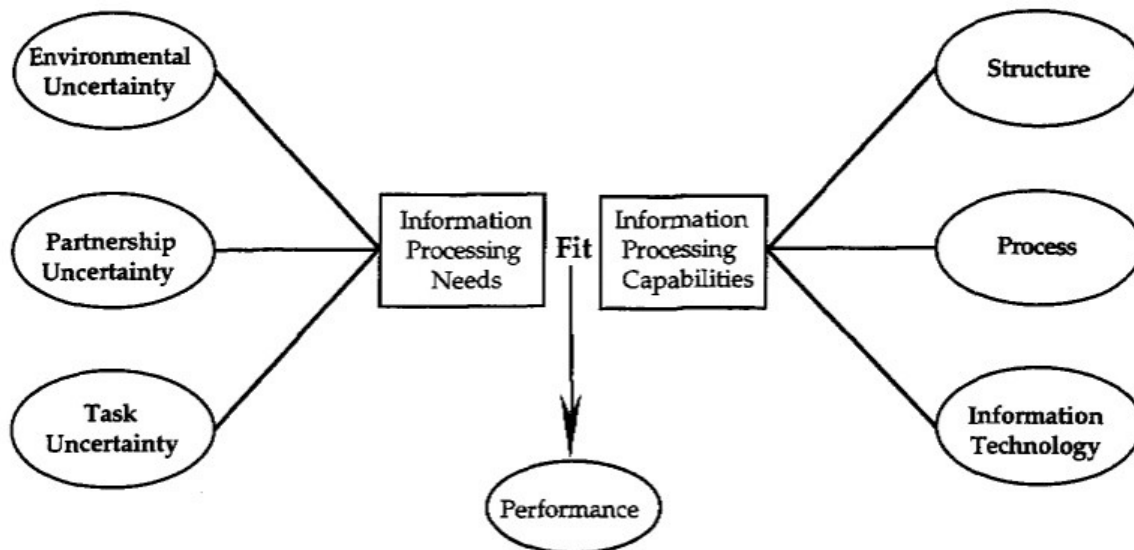 Environmental
Uncertainty
Partnership
Uncertainty
Task
Uncertainty
Information
Processing
Needs
Fit
Information
Processing
Capabilities
Performance
Structure
Process
Information
Technology